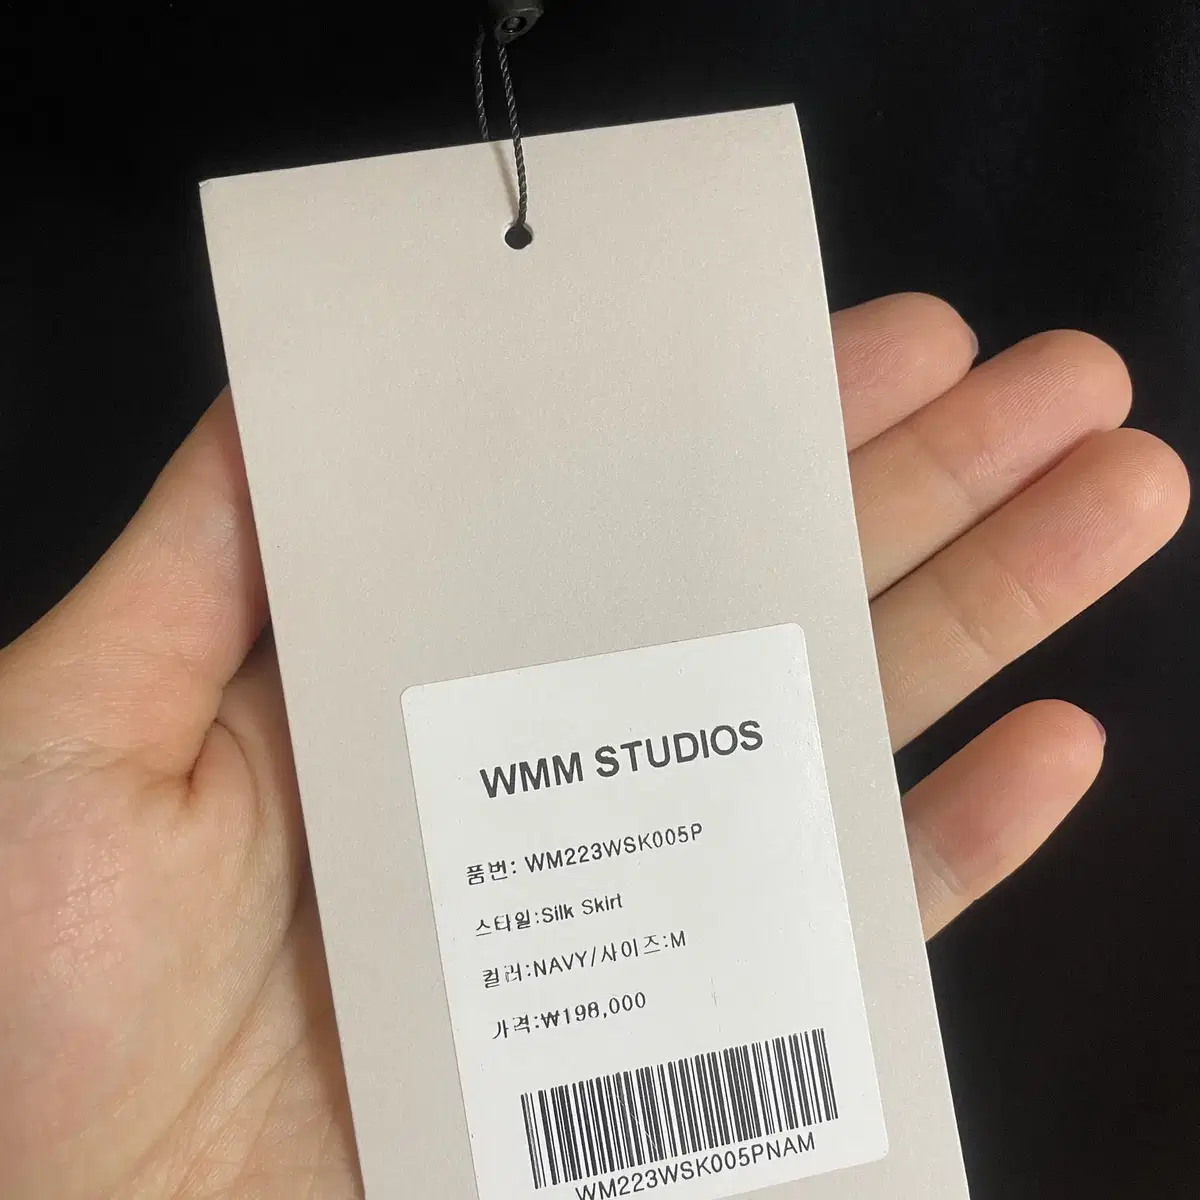 WMM STUDIOS
품번: WM223WSK005P
스타일:Silk Skirt
컬러:NAVY/사이즈:M
가격:₩198,000
WM223WSK005PNAM